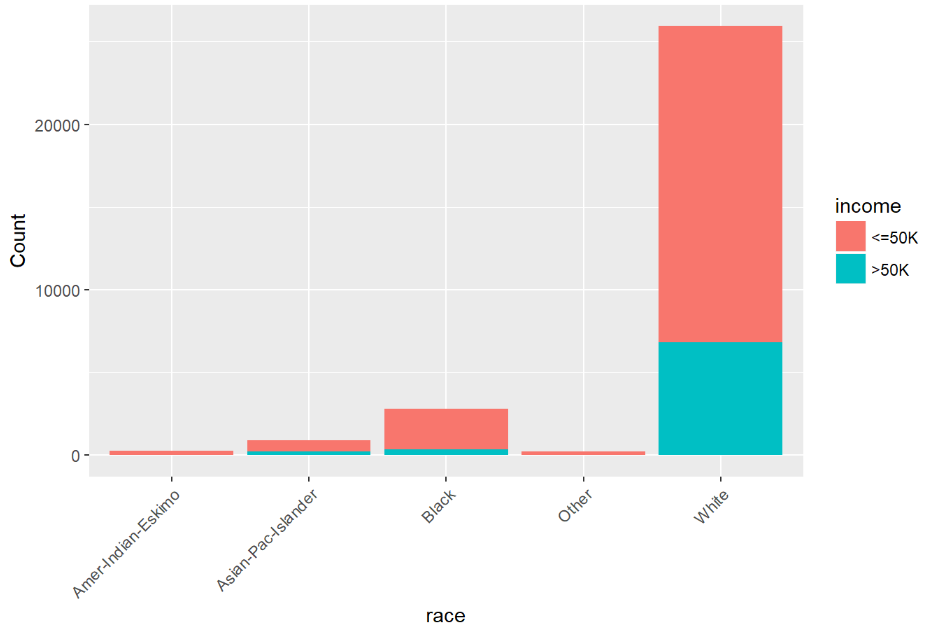 Count
20000
10000
0
Amer-Indian-Eskimo
Asian-Pac-Islander
Black
Other
White
race
income
<=50K
>50K